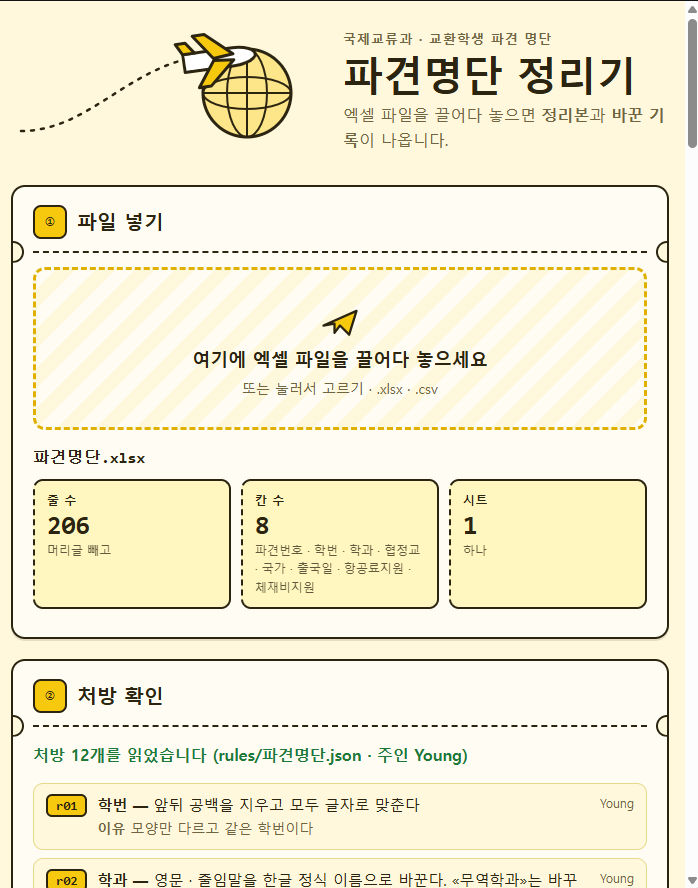 국제교류과 · 교환학생 파견 명단
파견명단 정리기
엑셀 파일을 끌어다 놓으면 정리본과 바꾼 기
록이 나옵니다.
① 파일 넣기
여기에 엑셀 파일을 끌어다 놓으세요
또는 눌러서 고르기 · .xlsx · .csv
파견명단.xlsx
줄 수
206
머리글 빼고
칸 수
8
파견번호 · 학번 · 학과 · 협정교
· 국가 · 출국일 · 항공료지원 ·
체재비지원
시트
1
하나
② 처방 확인
처방 12개를 읽었습니다 (rules/파견명단.json · 주인 Young)
r01 학번 — 앞뒤 공백을 지우고 모두 글자로 맞춘다 Young
이유 모양만 다르고 같은 학번이다
r02 학과 — 영문 · 줄임말을 한글 정식 이름으로 바꾼다. «무역학과»는 바꾸 Young